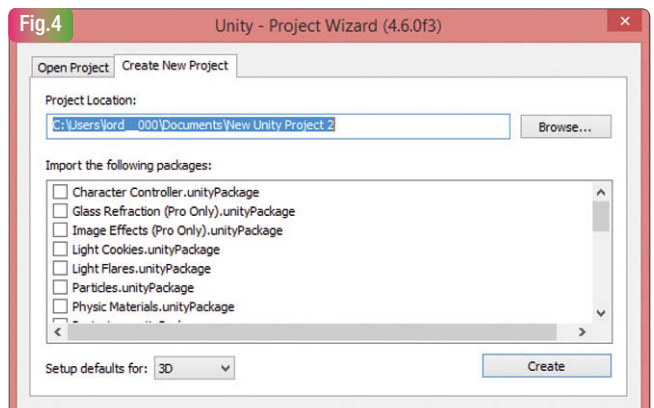 Fig.4
Unity - Project Wizard (4.6.0f3)
Open Project
Create New Project
Project Location:
C:\Users\lord__000\Documents\New Unity Project 2
Browse...
Import the following packages:
Character Controller.unityPackage
Glass Refraction (Pro Only).unityPackage
Image Effects (Pro Only).unityPackage
Light Cookies.unityPackage
Light Flares.unityPackage
Particles.unityPackage
Physic Materials.unityPackage
Setup defaults for: 3D
Create